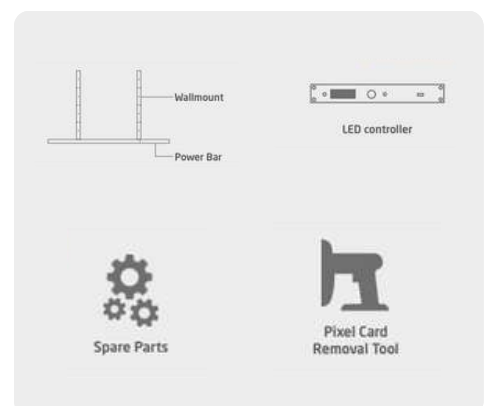 Wallmount
LED controller
Power Bar
Spare Parts
Pixel Card
Removal Tool